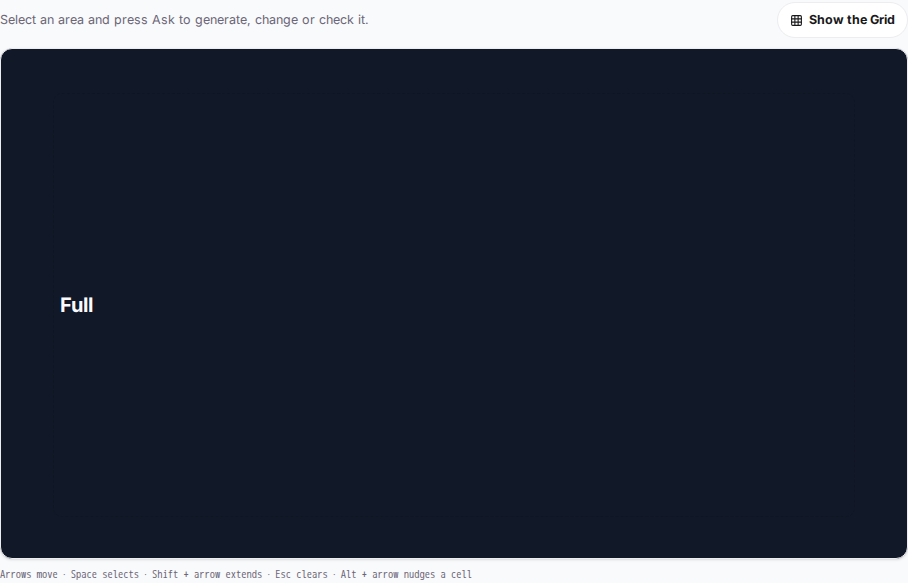 Select an area and press Ask to generate, change or check it.
Show the Grid
Full
Arrows move · Space selects · Shift + arrow extends · Esc clears · Alt + arrow nudges a cell